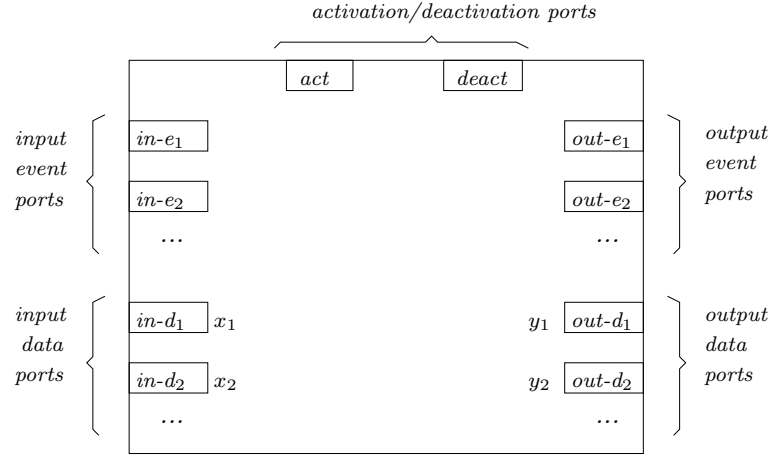 activation/deactivation ports
act deact
input event ports
in-e₁
in-e₂
...
out-e₁
out-e₂
...
output event ports
input data ports
in-d₁ x₁
in-d₂ x₂
...
y₁ out-d₁
y₂ out-d₂
...
output data ports